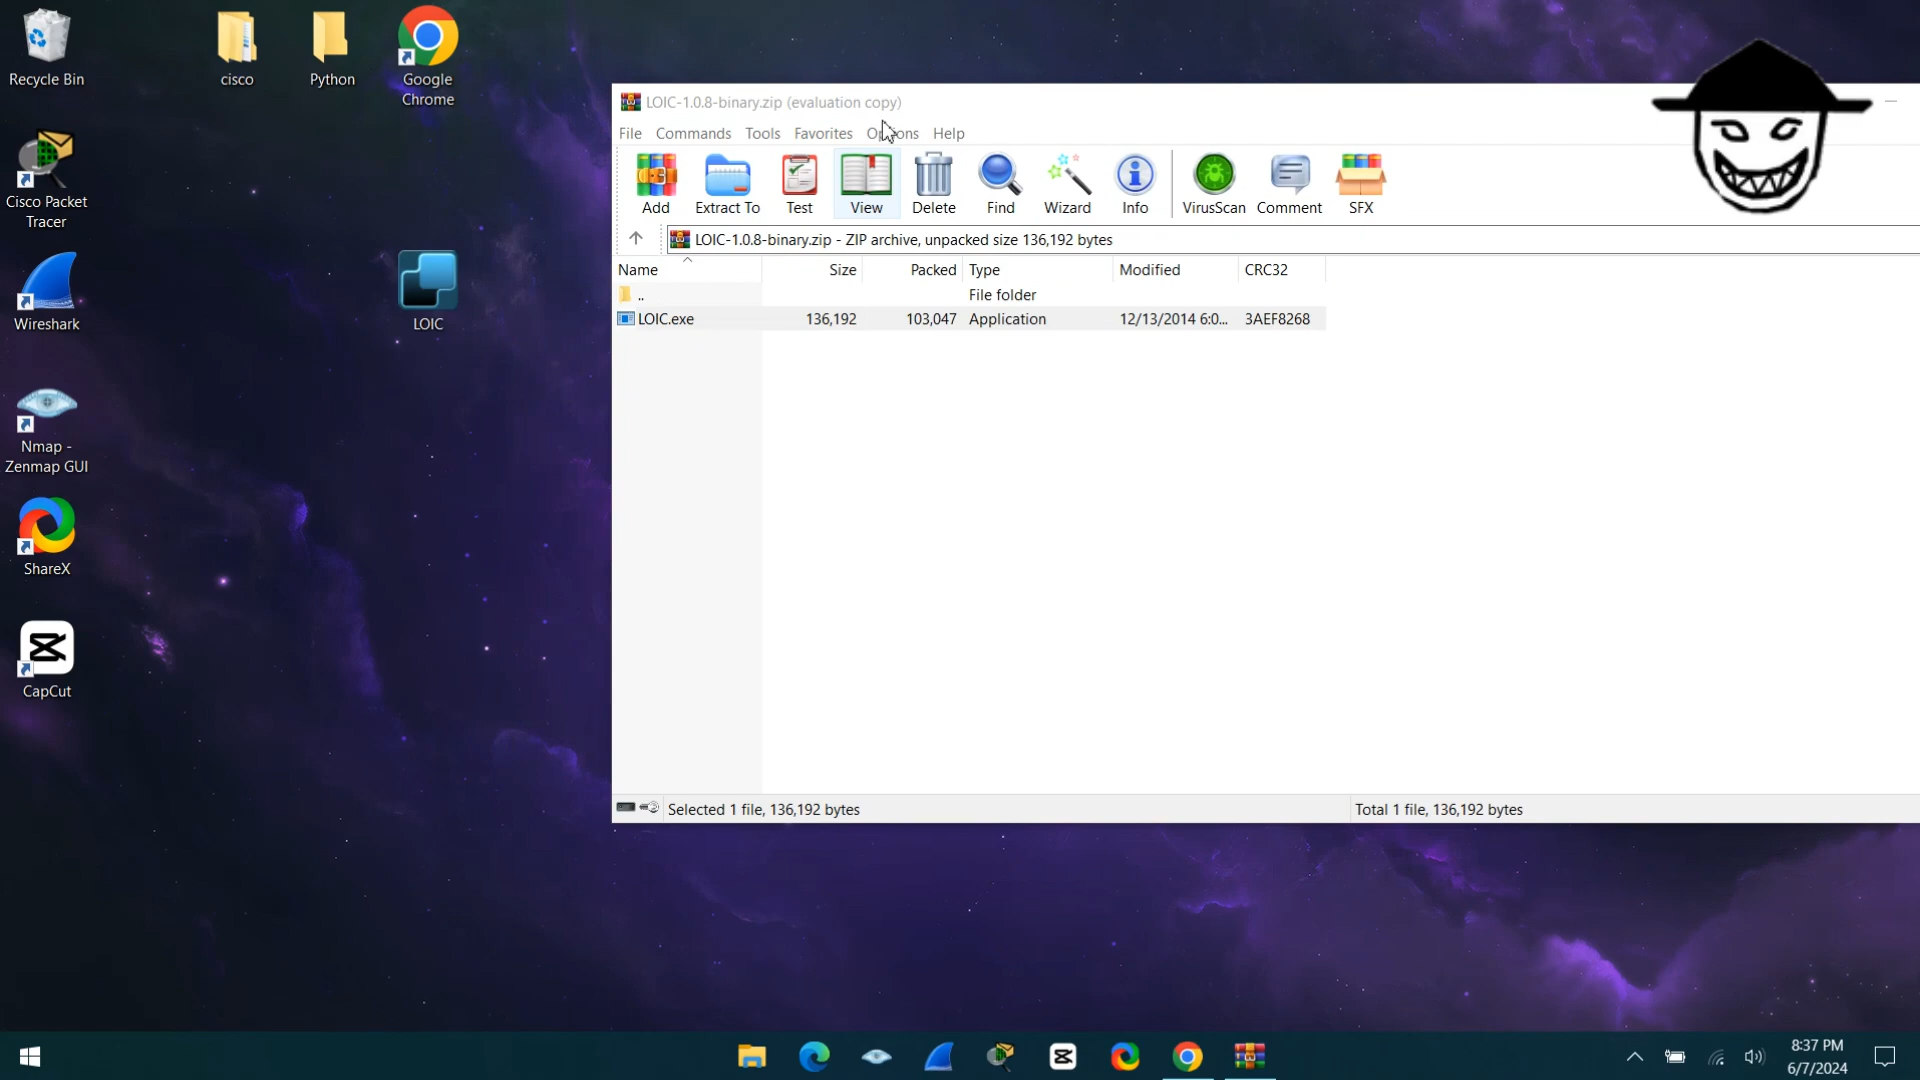 Recycle Bin
cisco
Python
Google
Chrome
Cisco Packet
Tracer
Wireshark
LOIC
Nmap -
Zenmap GUI
ShareX
CapCut
LOIC-1.0.8-binary.zip (evaluation copy)
File Commands Tools Favorites Options Help
Add Extract To Test View Delete Find Wizard Info VirusScan Comment SFX
LOIC-1.0.8-binary.zip - ZIP archive, unpacked size 136,192 bytes
Name Size Packed Type Modified CRC32
.. File folder
LOIC.exe 136,192 103,047 Application 12/13/2014 6:0... 3AEF8268
Selected 1 file, 136,192 bytes Total 1 file, 136,192 bytes
8:37 PM
6/7/2024